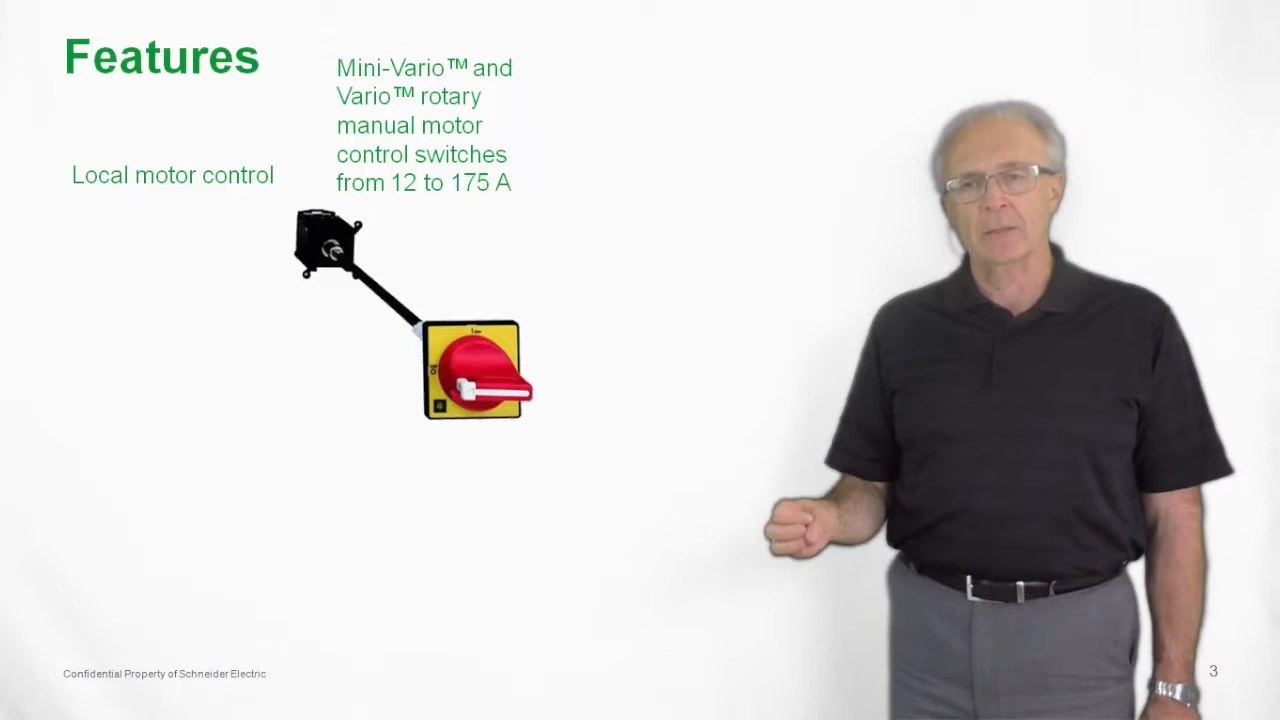 Features
Mini-Vario™ and
Vario™ rotary
manual motor
control switches
from 12 to 175 A
Local motor control
Confidential Property of Schneider Electric
3